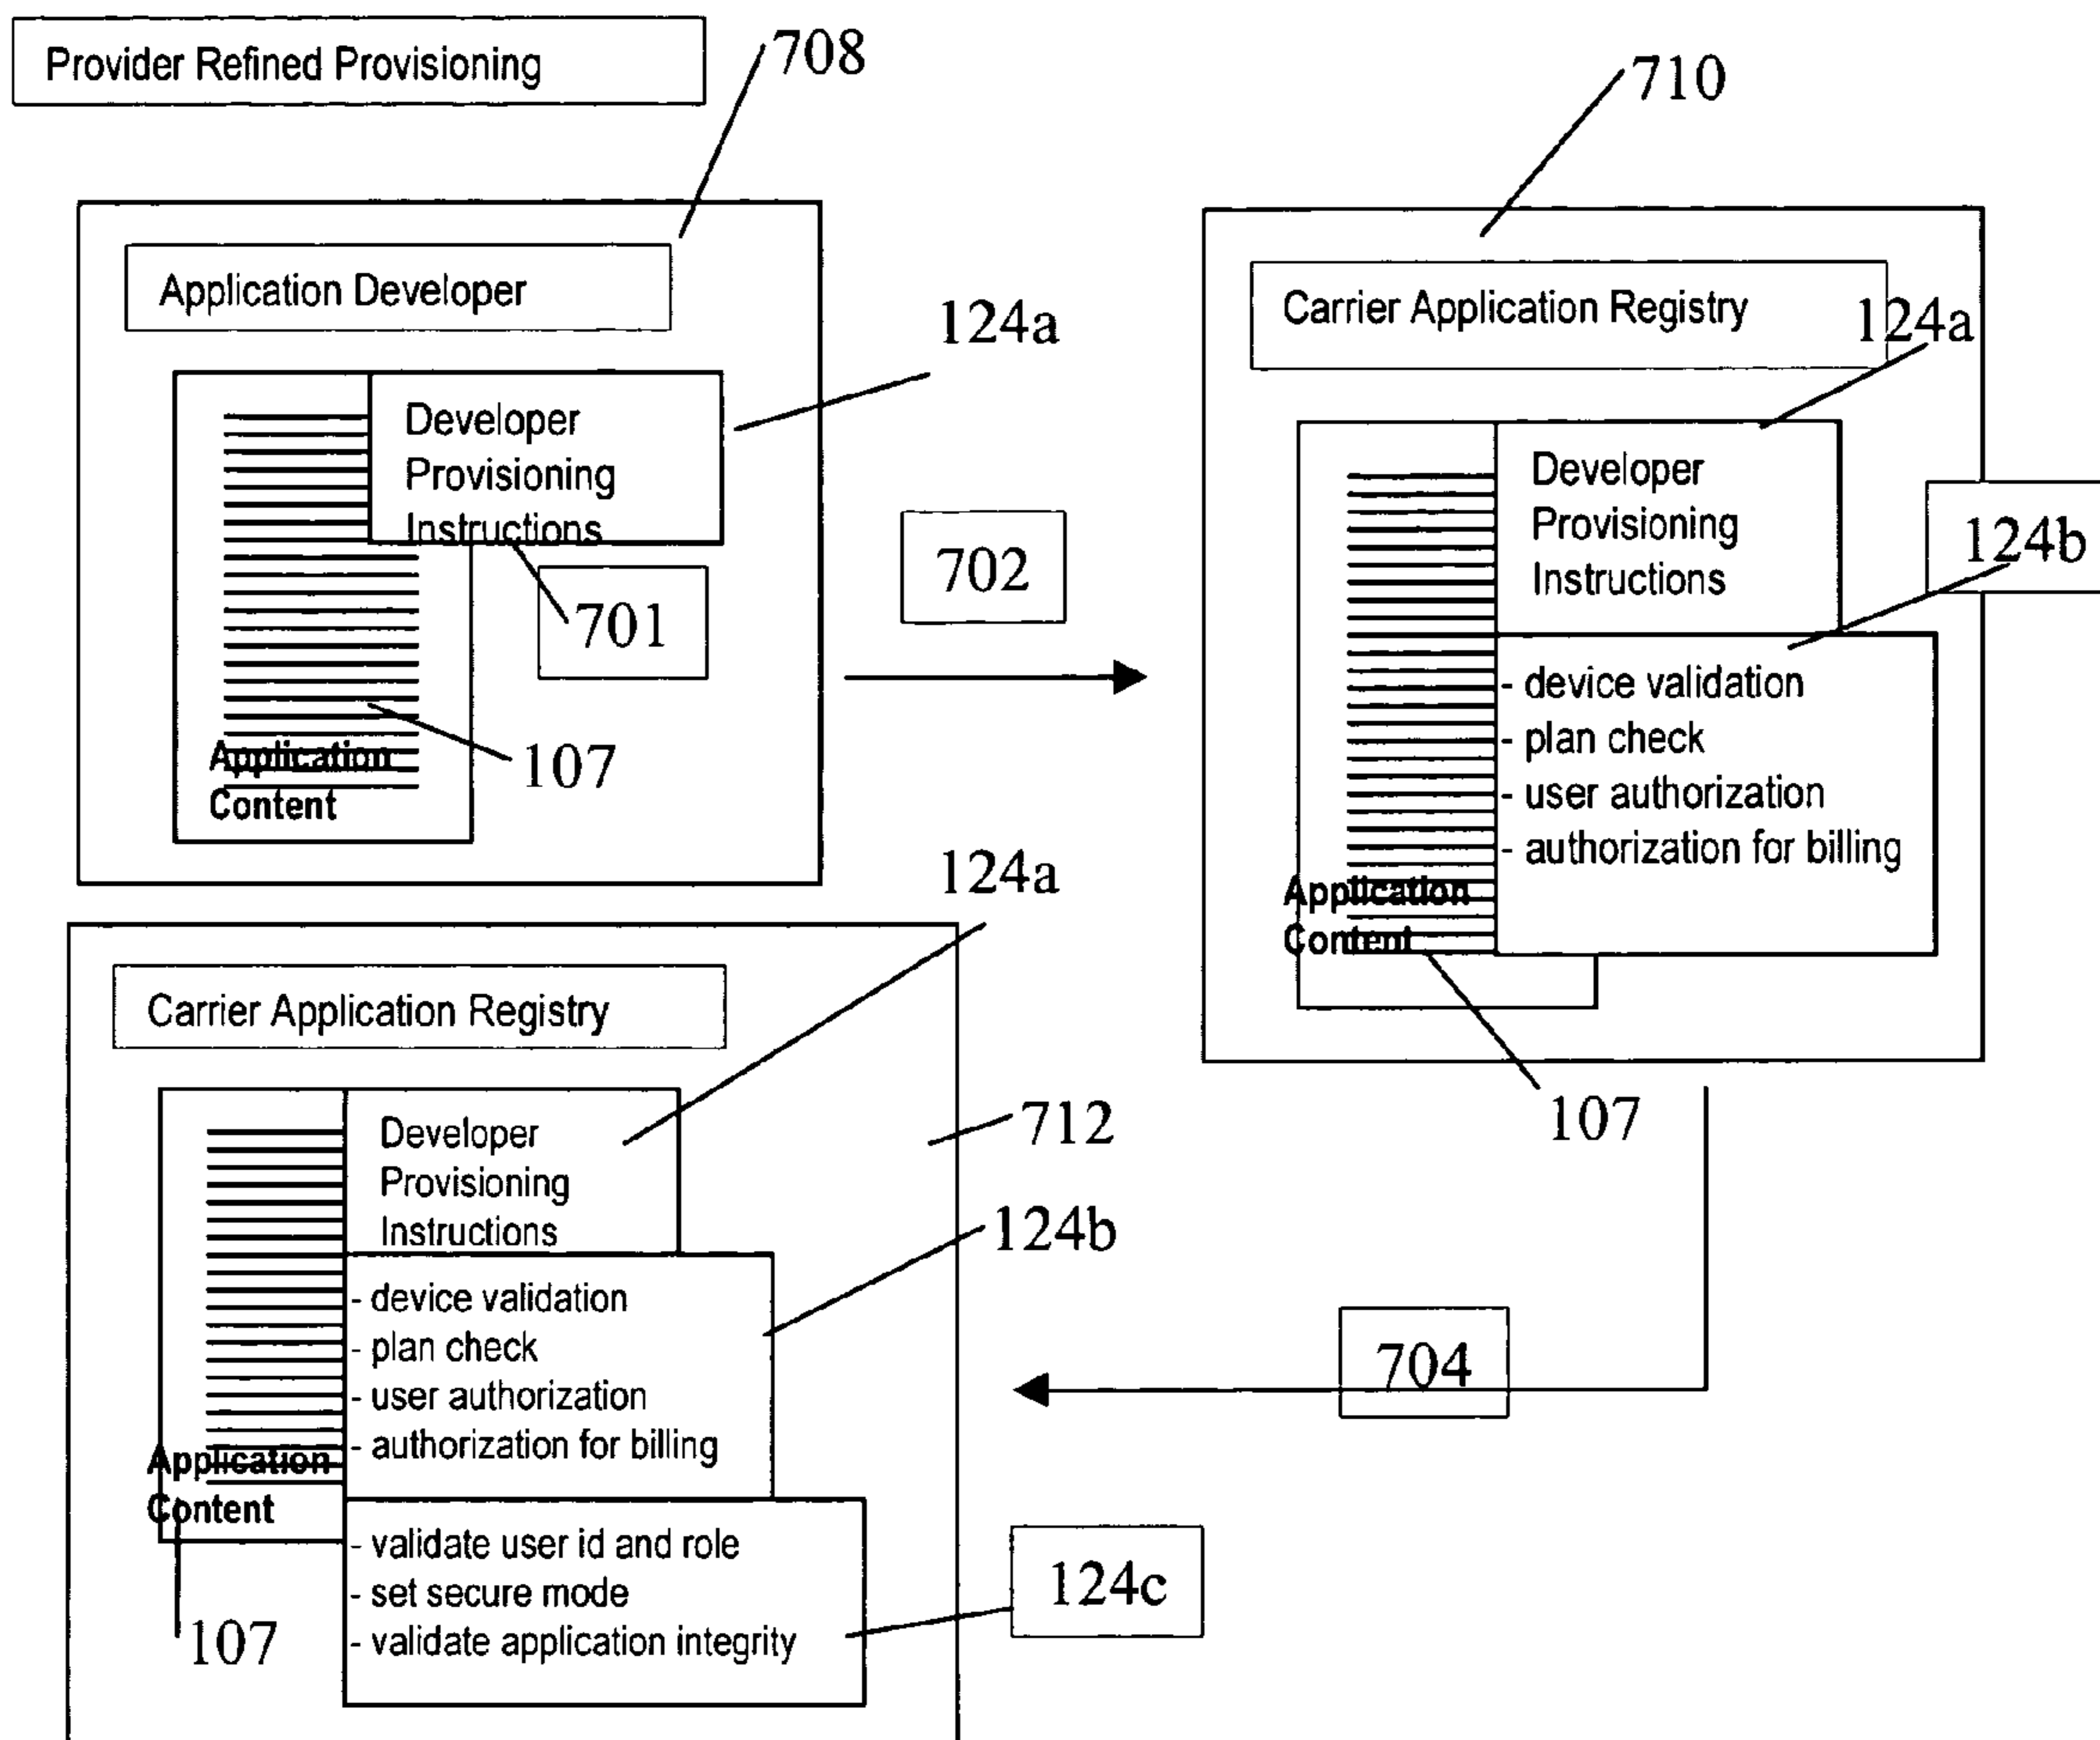 Provider Refined Provisioning
708
710
Application Developer
124a
Developer
Provisioning
Instructions
701
107
Application
Content
702
Carrier Application Registry
124a
Developer
Provisioning
Instructions
124b
- device validation
- plan check
- user authorization
- authorization for billing
Application
Content
107
124a
Carrier Application Registry
Developer
Provisioning
Instructions
712
124b
- device validation
- plan check
- user authorization
- authorization for billing
704
Application
Content
- validate user id and role
- set secure mode
- validate application integrity
124c
107